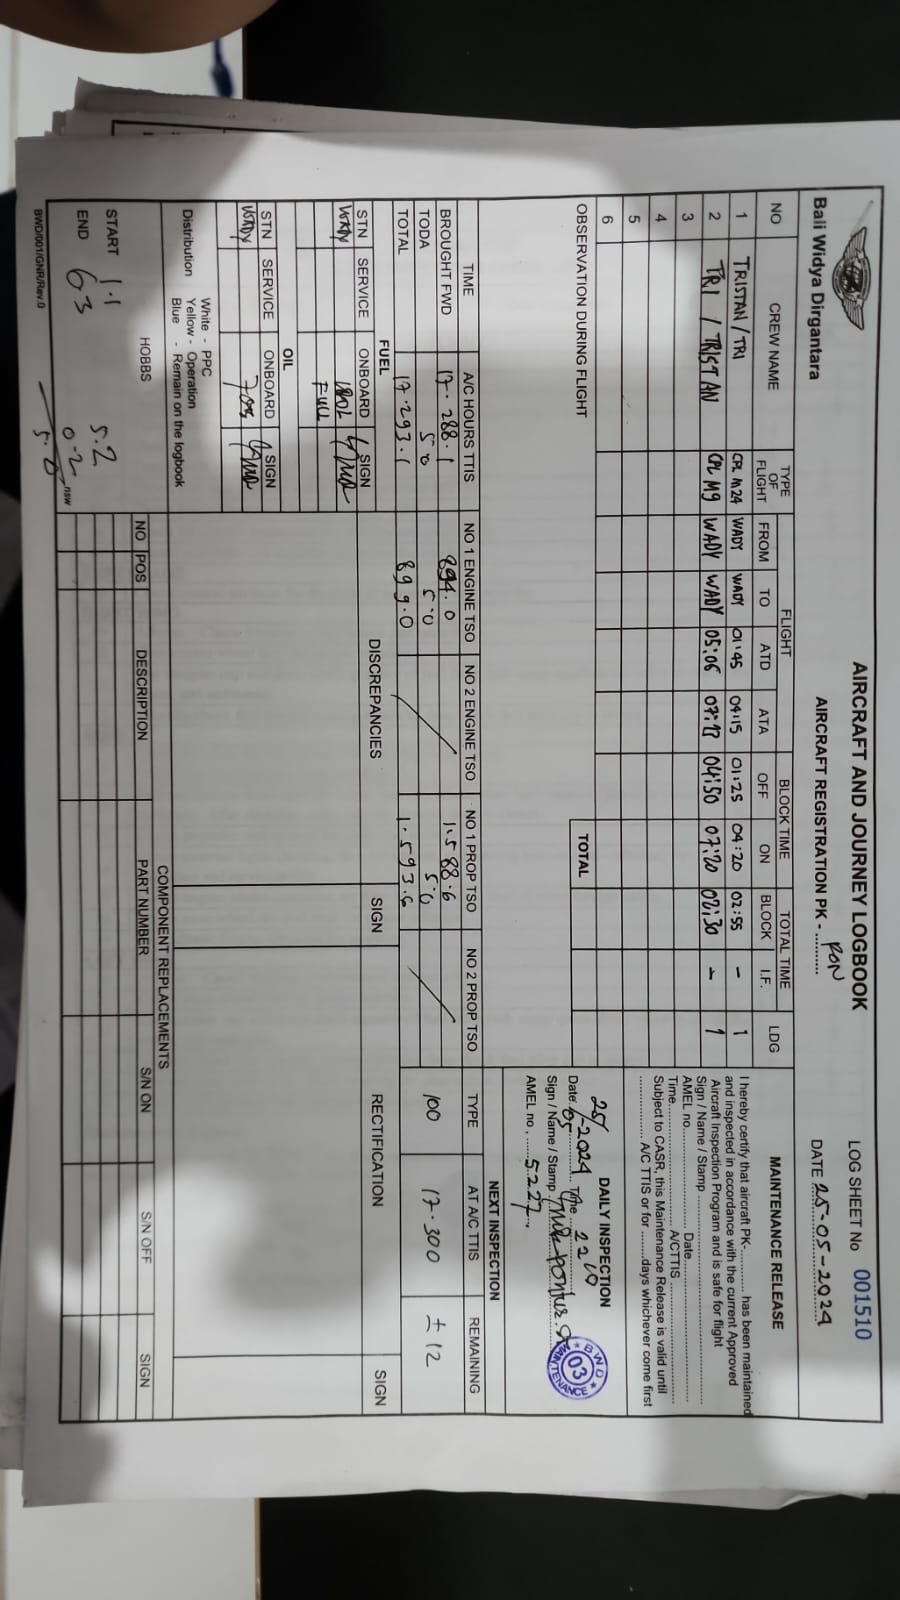 AIRCRAFT AND JOURNEY LOGBOOK
LOG SHEET No 001510
Bali Widya Dirgantara
AIRCRAFT REGISTRATION PK - ..........
DATE 25-05-2024
NO CREW NAME TYPE OF FLIGHT FLIGHT BLOCK TIME TOTAL TIME LDG
FROM TO ATD ATA OFF ON BLOCK I.F.
1 TRISTAN / TRI CPL M24 WADY WADY 01:45 04:15 01:25 04:20 02:55 - 1
2 TRI / TRISTAN CPL M9 WADY WADY 05:06 04:50 07:20 02:30 - 1
3
4
5
6
OBSERVATION DURING FLIGHT
TOTAL
MAINTENANCE RELEASE
I hereby certify that aircraft PK-............ has been maintained
and inspected in accordance with the current Approved
Aircraft Inspection Program and is safe for flight
Sign / Name / Stamp
AMEL no. Date
Time A/CTTIS
Subject to CASR, this Maintenance Release is valid until
A/C TTIS or for ..........days whichever come first
DAILY INSPECTION
Date 25/05-2024 Time
Sign / Name / Stamp
AMEL no. 5227
BWD 03 MAINTENANCE
TIME A/C HOURS TTIS NO 1 ENGINE TSO NO 2 ENGINE TSO NO 1 PROP TSO NO 2 PROP TSO
BROUGHT FWD 17.288.1 894.0 1.588.6
TODA 5.0 5.0 5.0
TOTAL 17.293.1 899.0 1.593.6
NEXT INSPECTION
TYPE AT A/C TTIS REMAINING
100 17.300 ± 12
FUEL
STN SERVICE ONBOARD SIGN
WADY 180L
FULL
OIL
STN SERVICE ONBOARD SIGN
WADY
DISCREPANCIES SIGN RECTIFICATION SIGN
Distribution White - PPC
Yellow - Operation
Blue - Remain on the logbook
COMPONENT REPLACEMENTS
NO POS DESCRIPTION PART NUMBER S/N ON S/N OFF SIGN
HOBBS
START 1.1 5.2
END 63 0.2 nsw
5.0
BWD/001/GNR/Rev.0